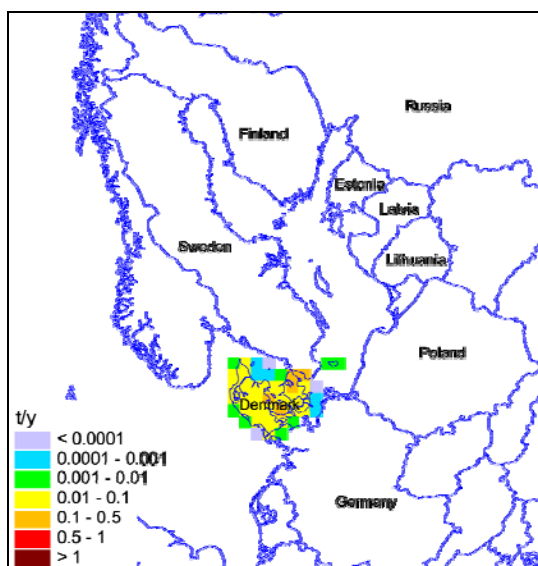 Russia
Finland
Estonia
Latvia
Sweden
Lithuania
Poland
Denmark
t/y
< 0.0001
0.0001 - 0.001
0.001 - 0.01
0.01 - 0.1
0.1 - 0.5
0.5 - 1
> 1
Germany